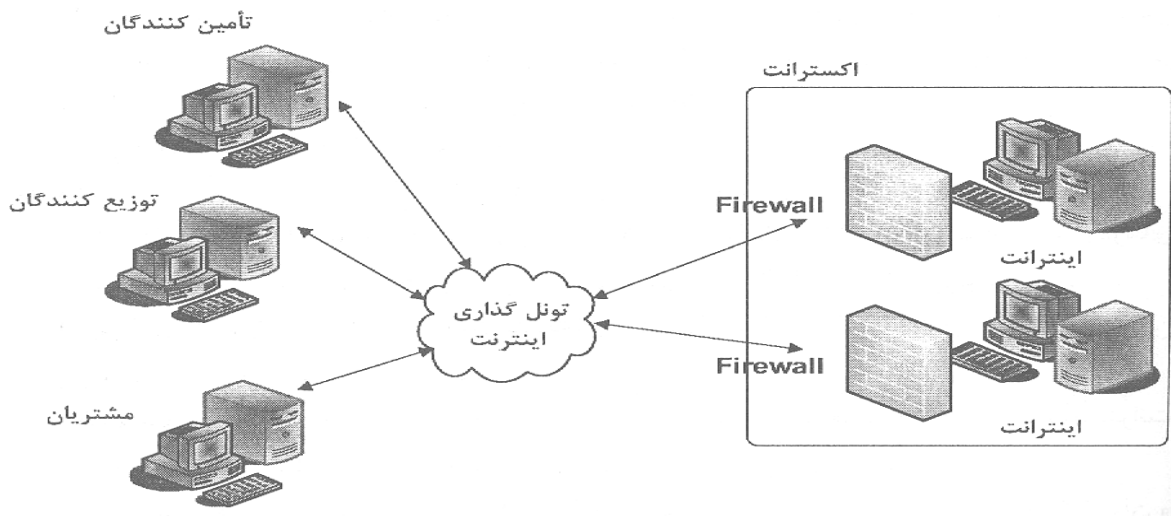 تأمین کنندگان
اکسترانت
توزیع کنندگان
Firewall
اینترانت
تونل گذاری
اینترنت
Firewall
مشتریان
اینترانت